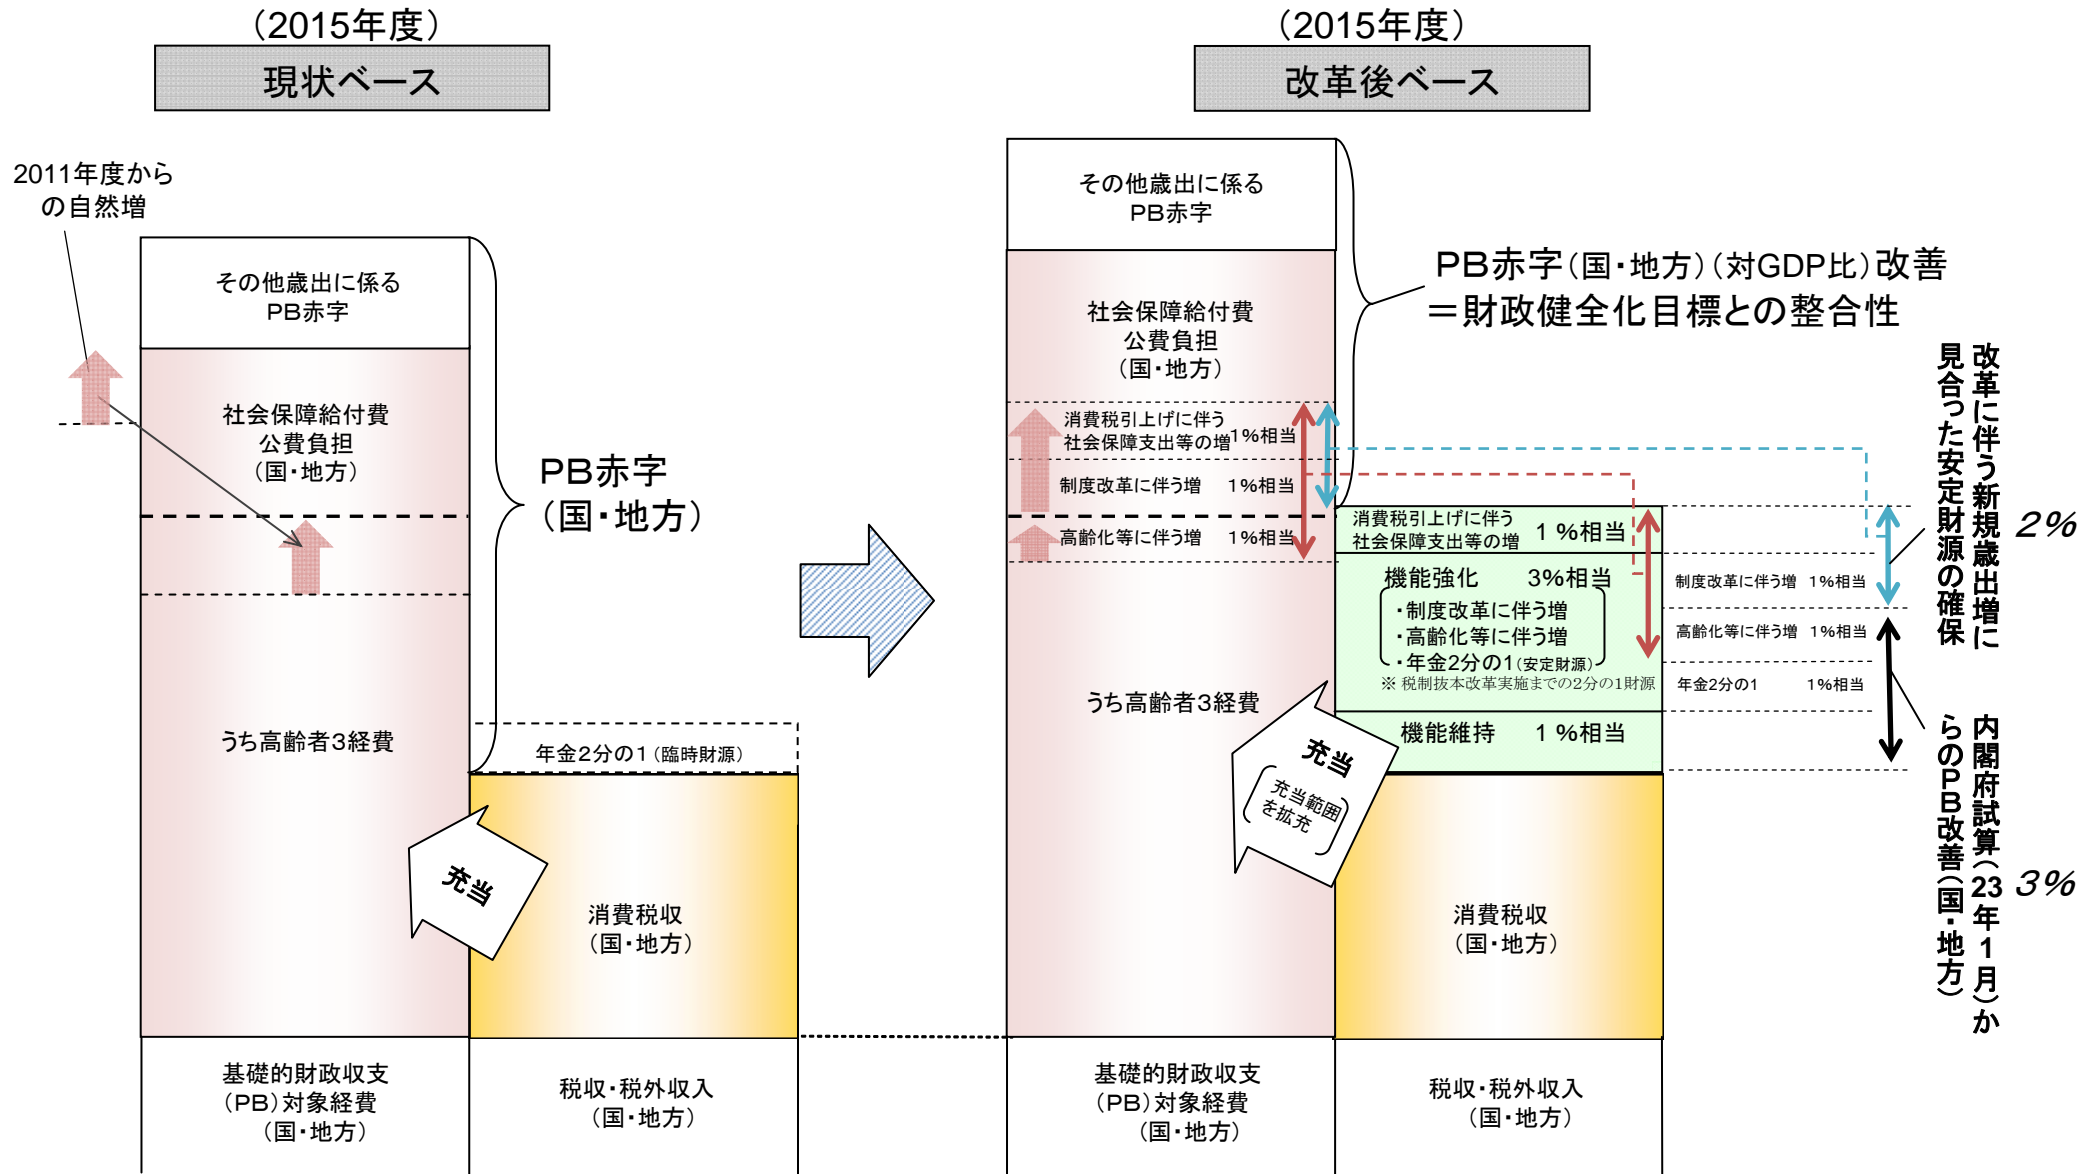 （2015年度）
現状ベース
2011年度から
の自然増
その他歳出に係る
PB赤字
社会保障給付費
公費負担
（国・地方）
うち高齢者3経費
PB赤字
（国・地方）
年金2分の1（臨時財源）
充当
消費税収
（国・地方）
基礎的財政収支
（PB）対象経費
（国・地方）
税収・税外収入
（国・地方）
（2015年度）
改革後ベース
その他歳出に係る
PB赤字
社会保障給付費
公費負担
（国・地方）
消費税引上げに伴う
社会保障支出等の増 1%相当
制度改革に伴う増 1%相当
高齢化等に伴う増 1%相当
うち高齢者3経費
PB赤字（国・地方）（対GDP比）改善
＝財政健全化目標との整合性
消費税引上げに伴う
社会保障支出等の増 1%相当
機能強化 3%相当
・制度改革に伴う増
・高齢化等に伴う増
・年金2分の1（安定財源）
※ 税制抜本改革実施までの2分の1財源
機能維持 1%相当
充当
充当範囲
を拡充
消費税収
（国・地方）
制度改革に伴う増 1%相当
高齢化等に伴う増 1%相当
年金2分の1 1%相当
改革に伴う新規歳出増に
見合った安定財源の確保
2%
内閣府試算（23年1月）か
らのPB改善（国・地方）
3%
基礎的財政収支
（PB）対象経費
（国・地方）
税収・税外収入
（国・地方）